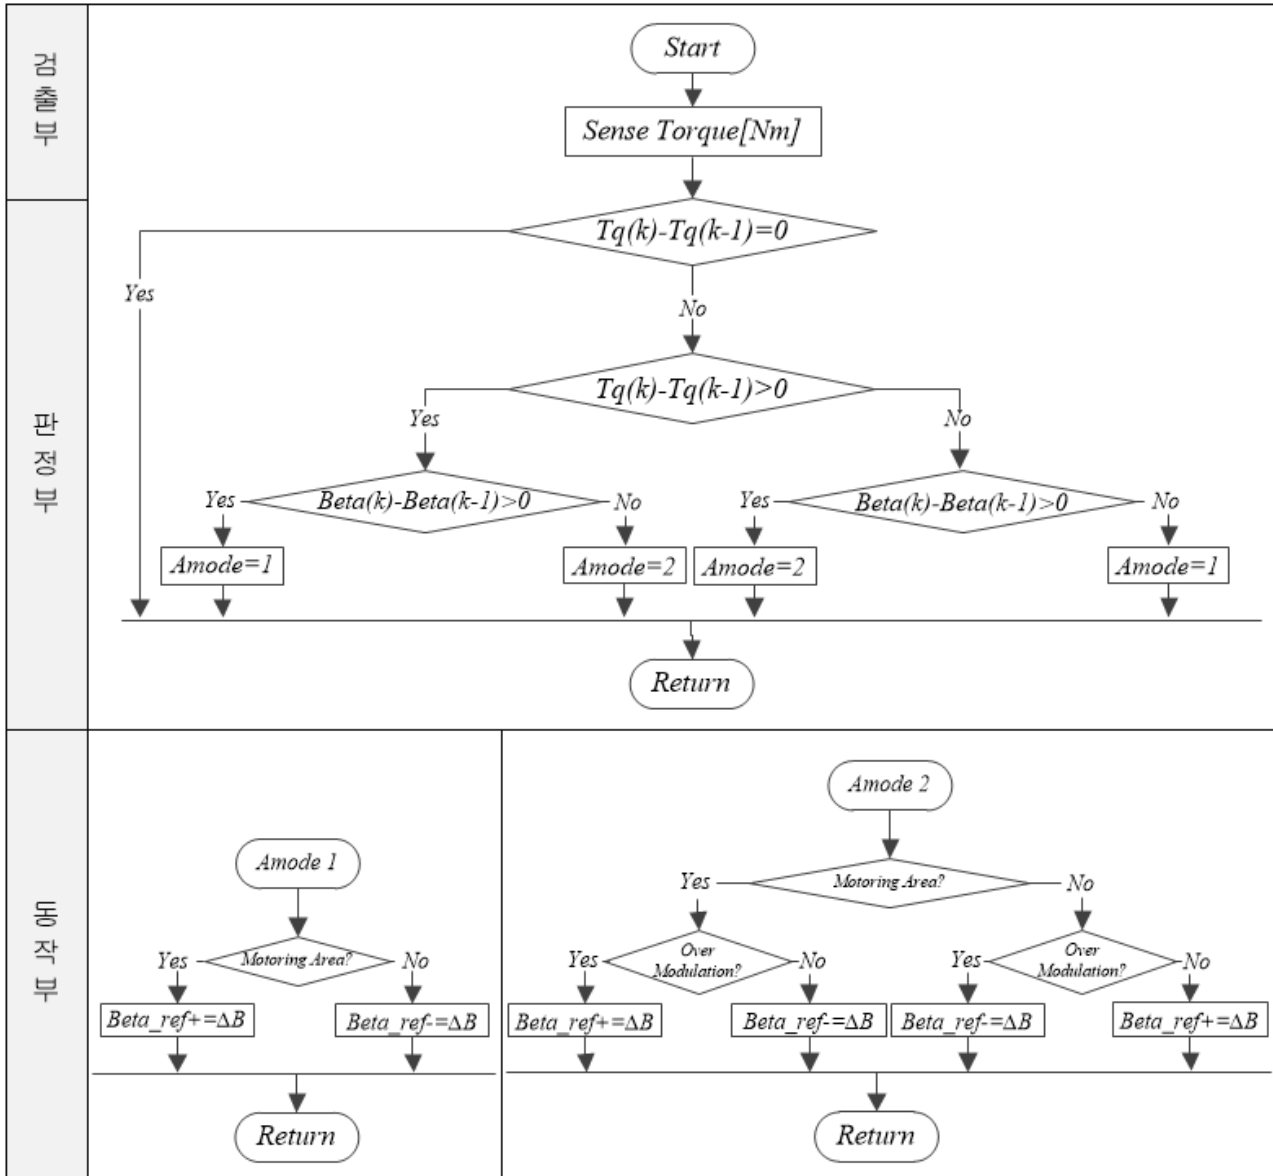 검출부
Start
Sense Torque[Nm]
판정부
Tq(k)-Tq(k-1)=0
Yes
No
Tq(k)-Tq(k-1)>0
Yes
No
Beta(k)-Beta(k-1)>0
Yes
No
Beta(k)-Beta(k-1)>0
Yes
No
Amode=1
Amode=2
Amode=2
Amode=1
Return
동작부
Amode 1
Motoring Area?
Yes
No
Beta_ref+=ΔB
Beta_ref-=ΔB
Return
Amode 2
Motoring Area?
Yes
No
Over
Modulation?
Yes
No
Over
Modulation?
Yes
No
Beta_ref+=ΔB
Beta_ref-=ΔB
Beta_ref-=ΔB
Beta_ref+=ΔB
Return